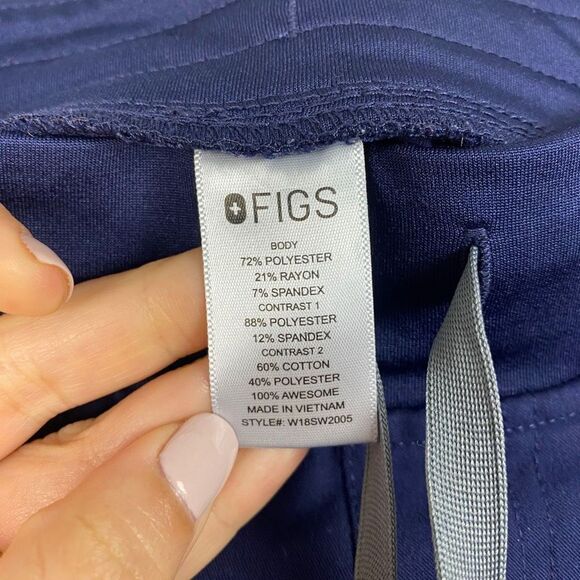 FIGS
BODY
72% POLYESTER
21% RAYON
7% SPANDEX
CONTRAST 1
88% POLYESTER
12% SPANDEX
CONTRAST 2
60% COTTON
40% POLYESTER
100% AWESOME
MADE IN VIETNAM
STYLE#: W18SW2005